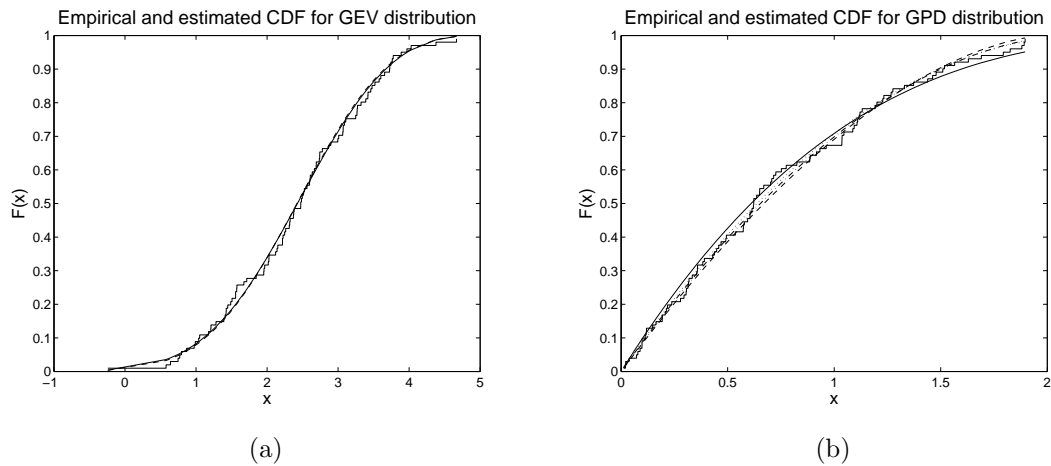 Empirical and estimated CDF for GEV distribution
1
0.9
0.8
0.7
0.6
0.5
0.4
0.3
0.2
0.1
0
F(x)
−1 0 1 2 3 4 5
x
(a)
Empirical and estimated CDF for GPD distribution
1
0.9
0.8
0.7
0.6
0.5
0.4
0.3
0.2
0.1
0
F(x)
0 0.5 1 1.5 2
x
(b)